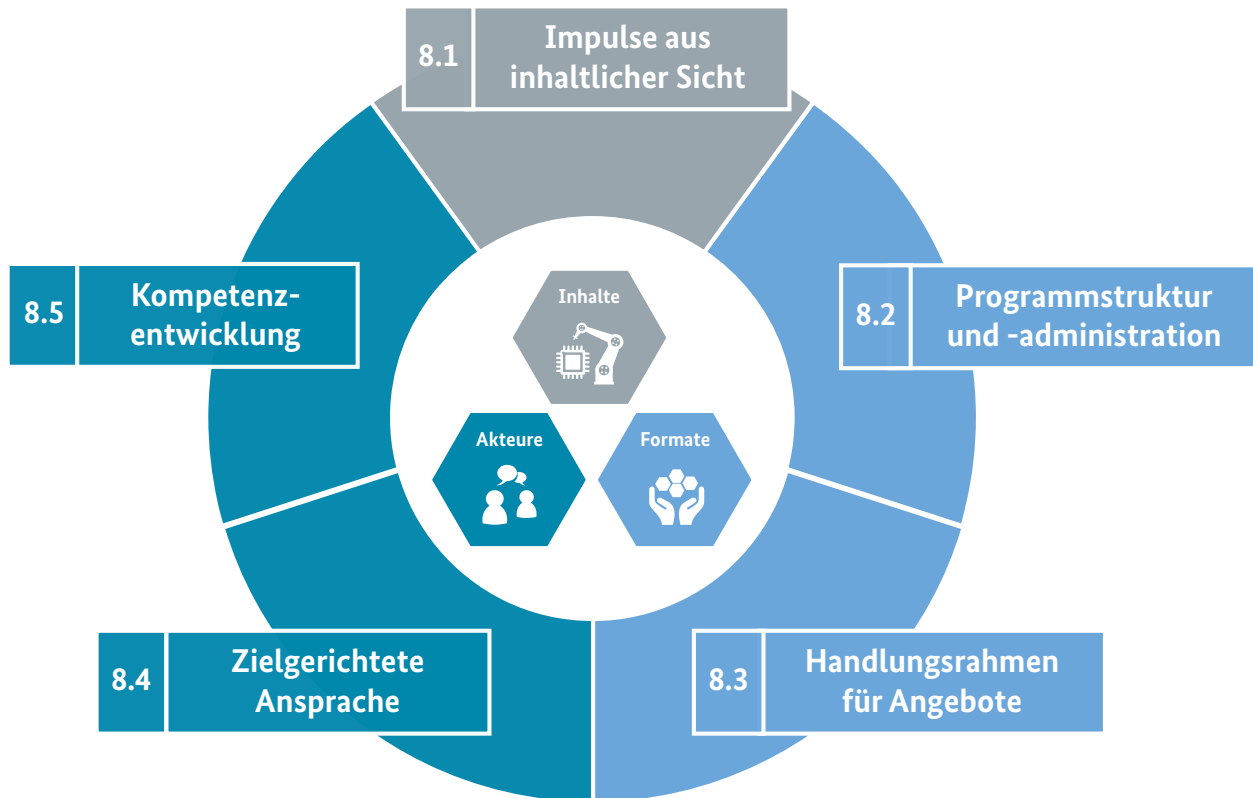 8.1
Impulse aus
inhaltlicher Sicht
8.2
Programmstruktur
und -administration
8.3
Handlungsrahmen
für Angebote
8.4
Zielgerichtete
Ansprache
8.5
Kompetenz-
entwicklung
Inhalte
Akteure
Formate